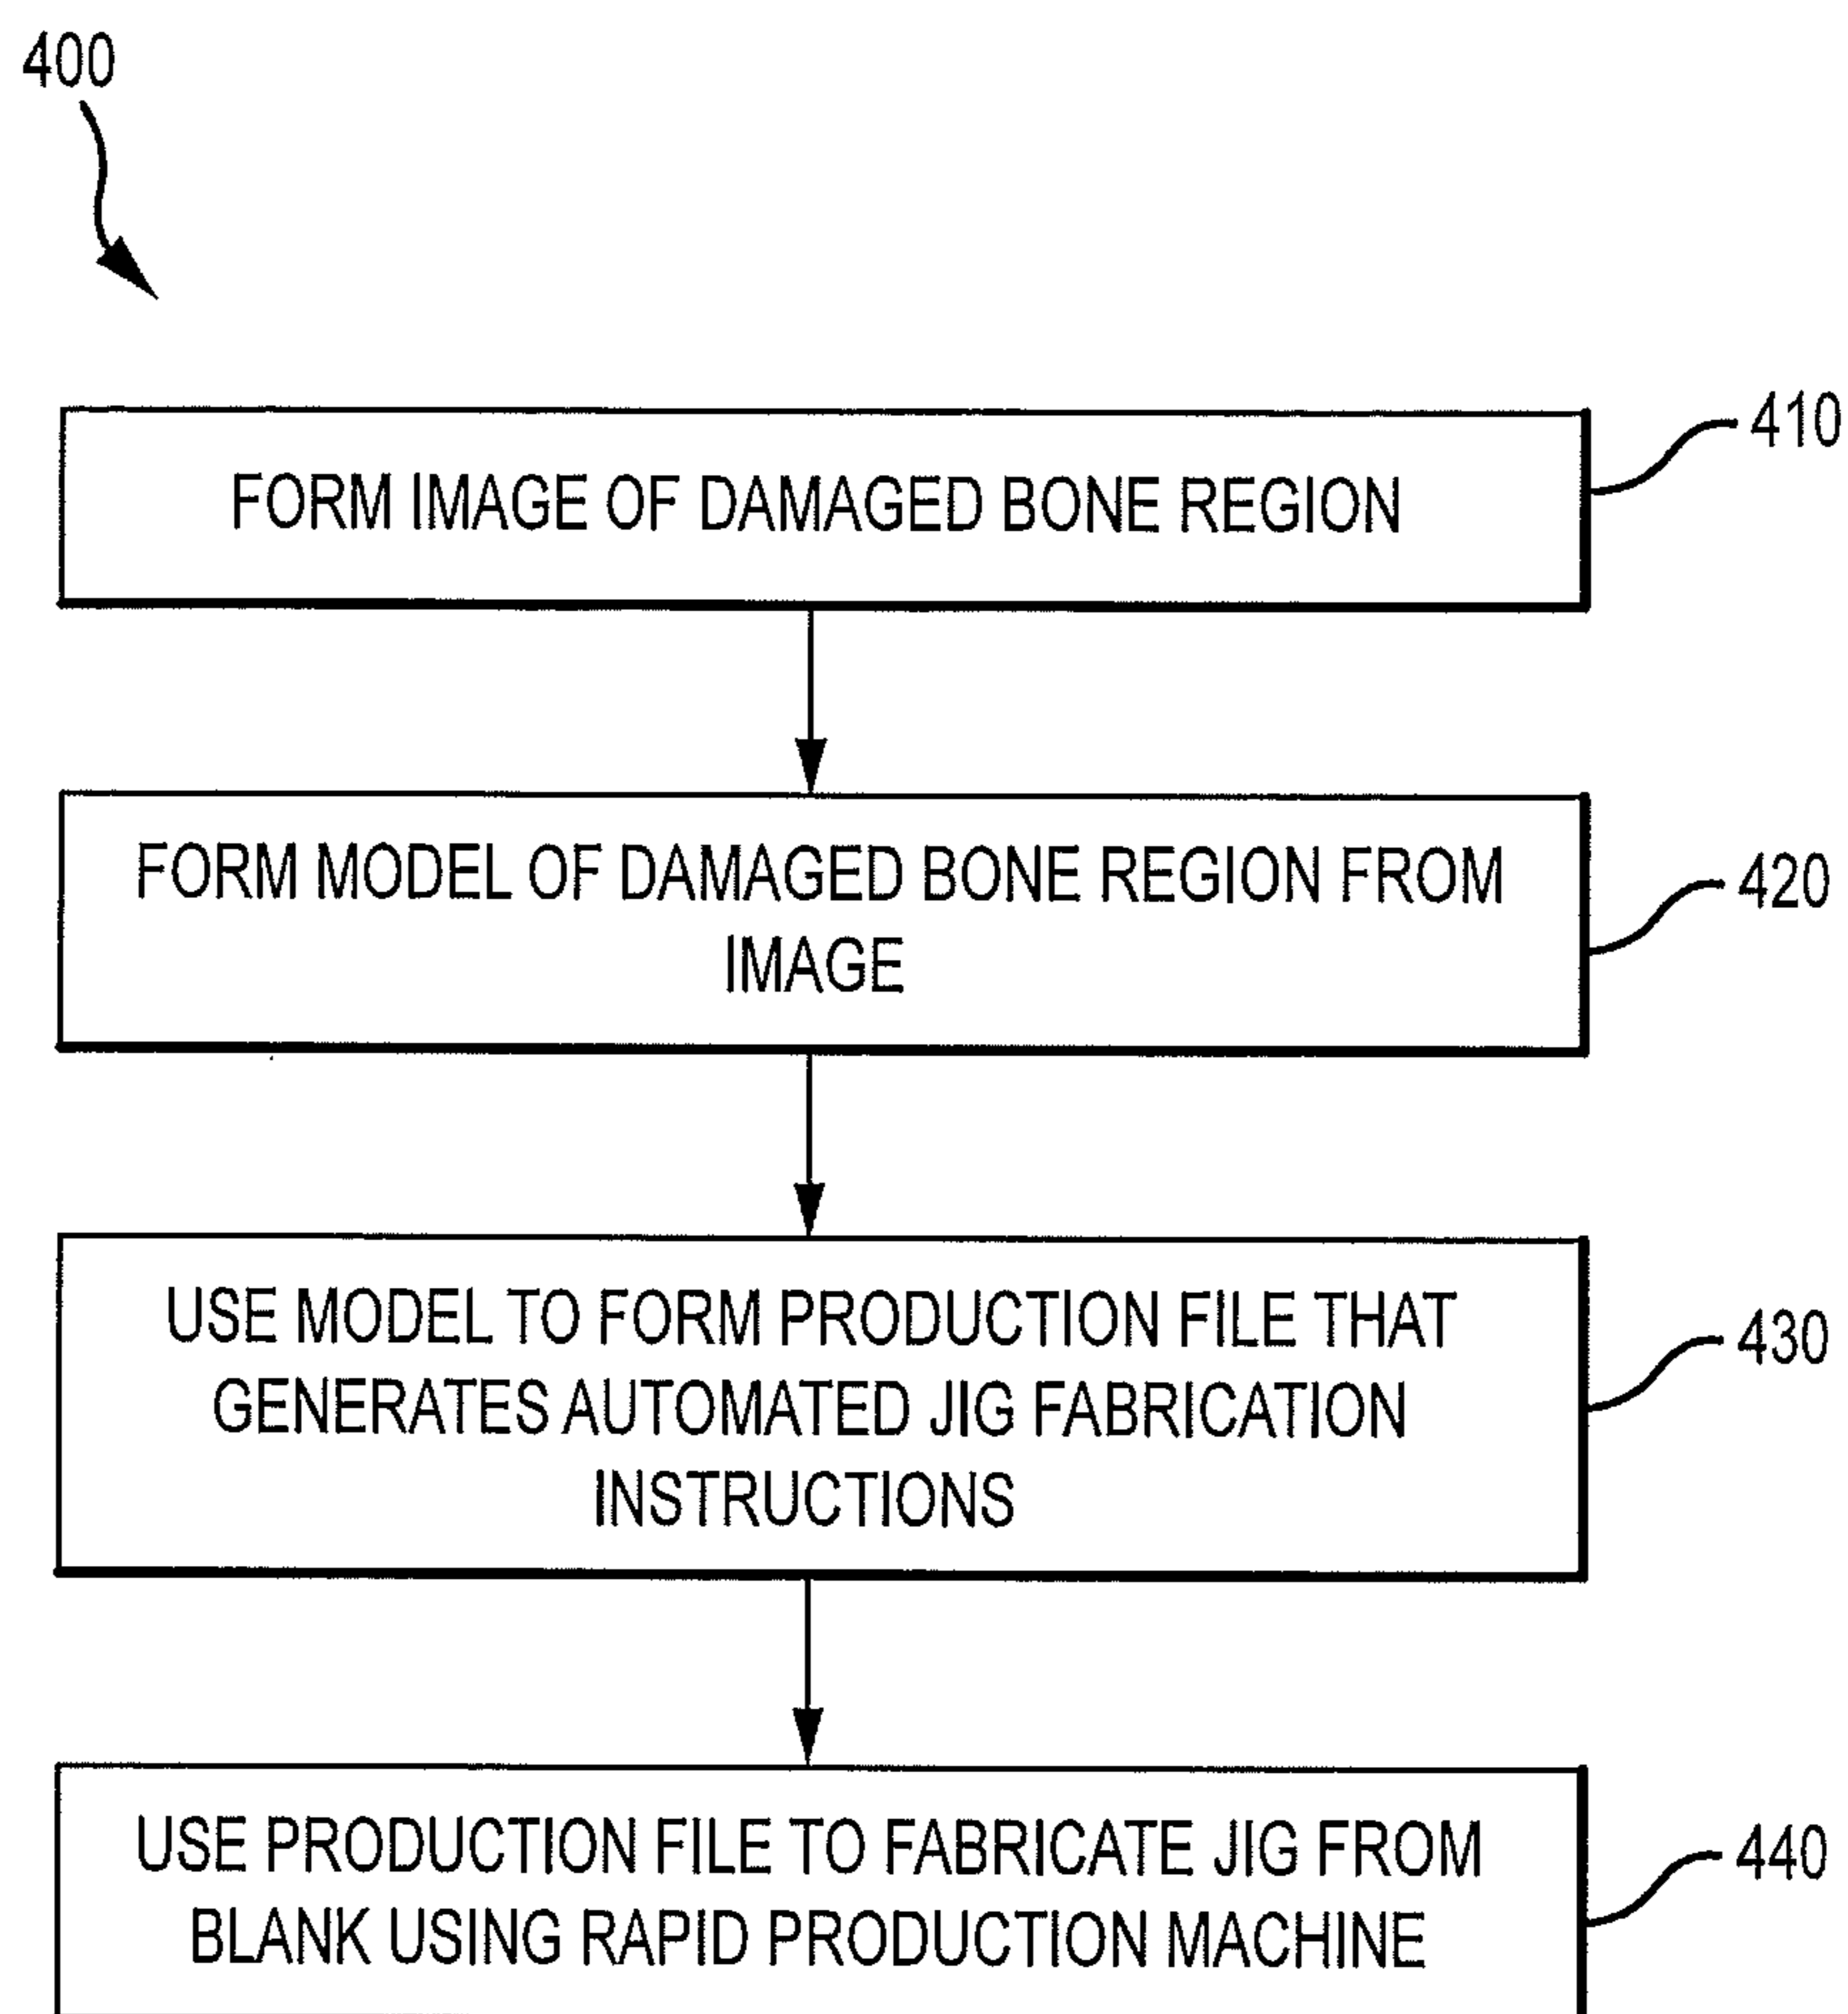 400
410
FORM IMAGE OF DAMAGED BONE REGION
420
FORM MODEL OF DAMAGED BONE REGION FROM
IMAGE
430
USE MODEL TO FORM PRODUCTION FILE THAT
GENERATES AUTOMATED JIG FABRICATION
INSTRUCTIONS
440
USE PRODUCTION FILE TO FABRICATE JIG FROM
BLANK USING RAPID PRODUCTION MACHINE